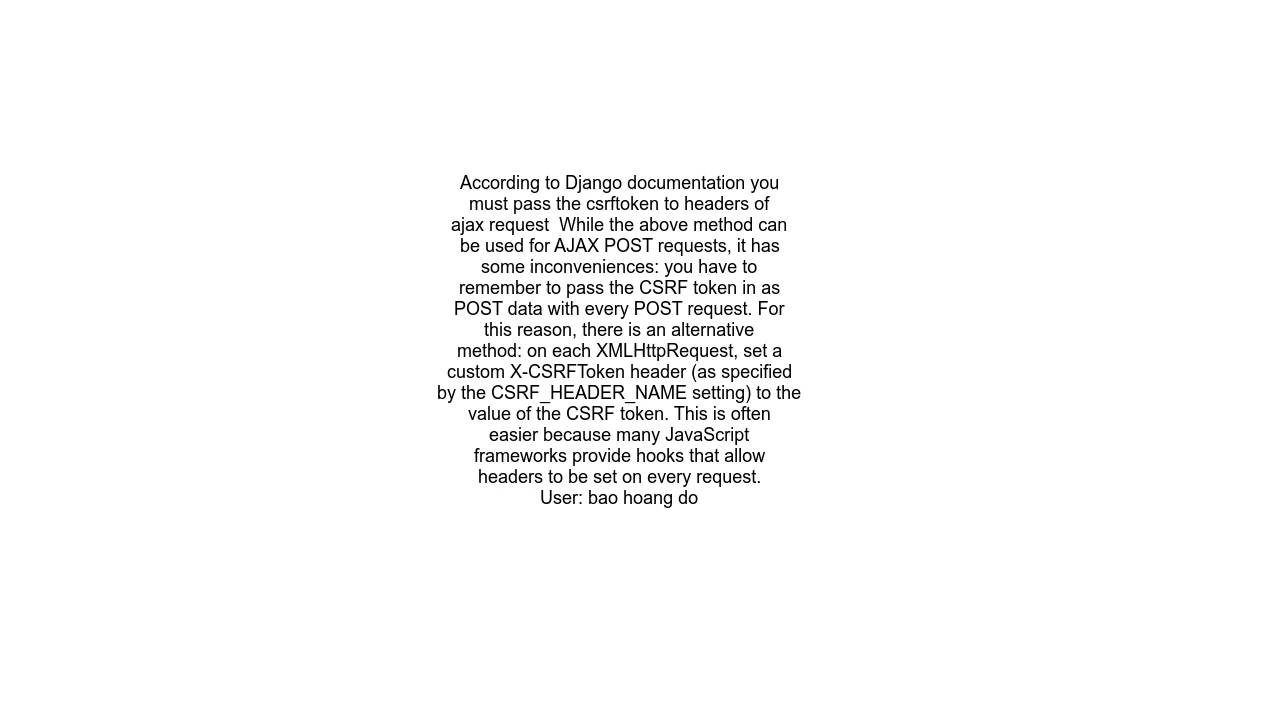 According to Django documentation you
must pass the csrftoken to headers of
ajax request  While the above method can
be used for AJAX POST requests, it has
some inconveniences: you have to
remember to pass the CSRF token in as
POST data with every POST request. For
this reason, there is an alternative
method: on each XMLHttpRequest, set a
custom X-CSRFToken header (as specified
by the CSRF_HEADER_NAME setting) to the
value of the CSRF token. This is often
easier because many JavaScript
frameworks provide hooks that allow
headers to be set on every request.
User: bao hoang do